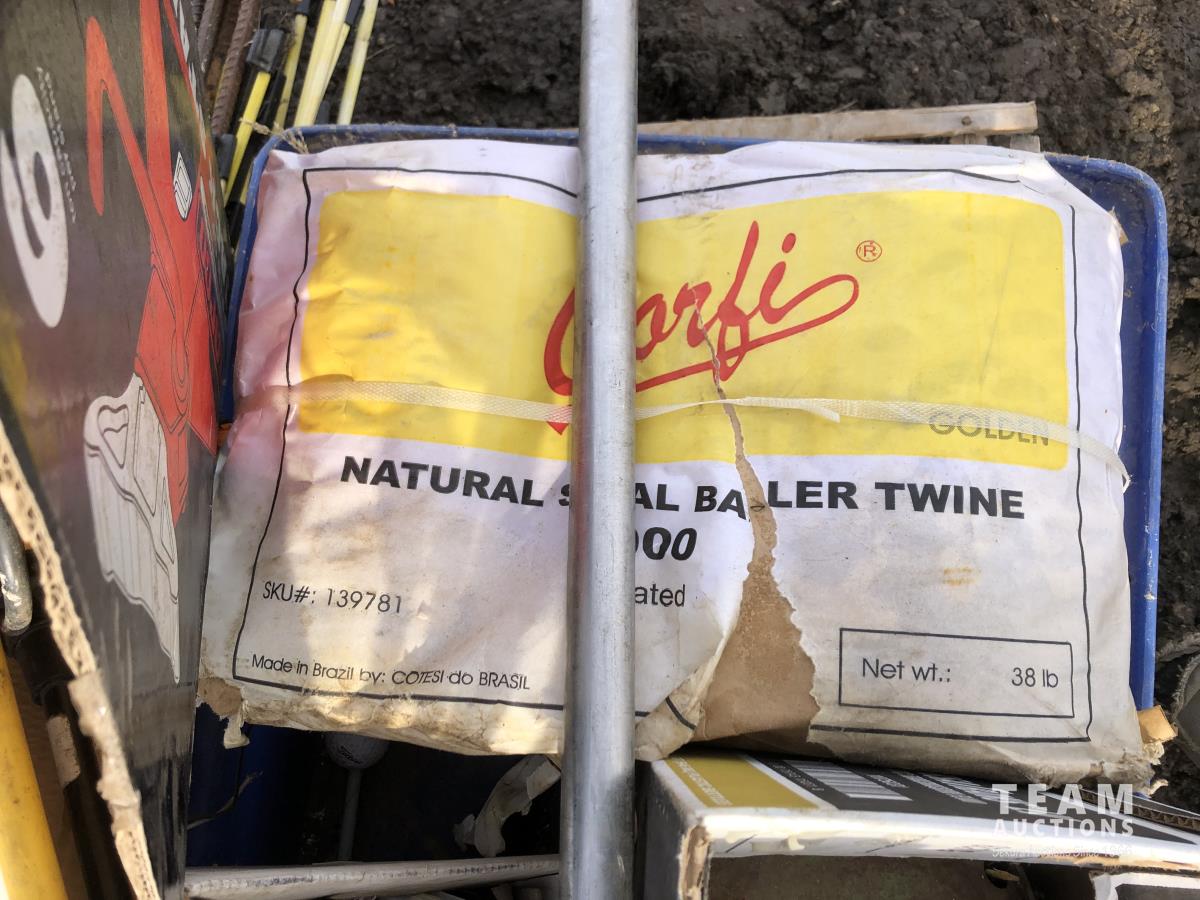 Corfi ®
GOLDEN
NATURAL SISAL BALER TWINE
000
ated
SKU#: 139781
Made in Brazil by: COTESI do BRASIL
Net wt.: 38 lb
TEAM
AUCTIONS